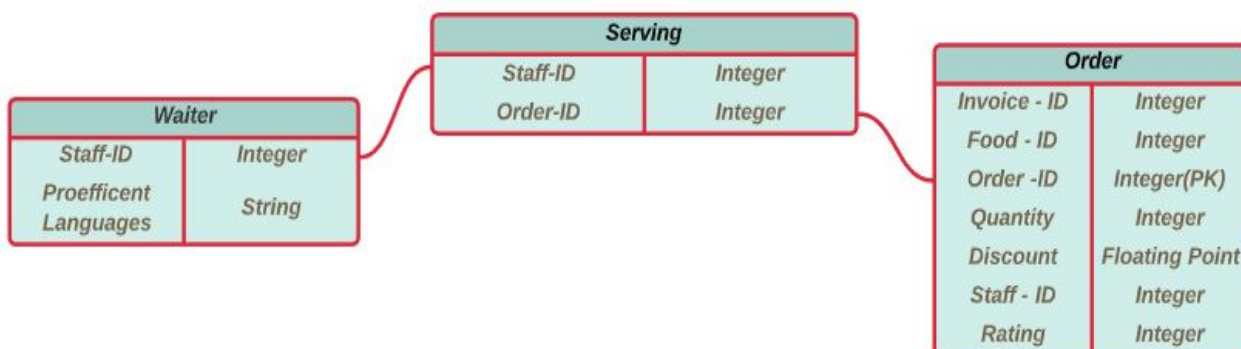 Waiter
Staff-ID Integer
Proefficent
Languages String
Serving
Staff-ID Integer
Order-ID Integer
Order
Invoice - ID Integer
Food - ID Integer
Order -ID Integer(PK)
Quantity Integer
Discount Floating Point
Staff - ID Integer
Rating Integer